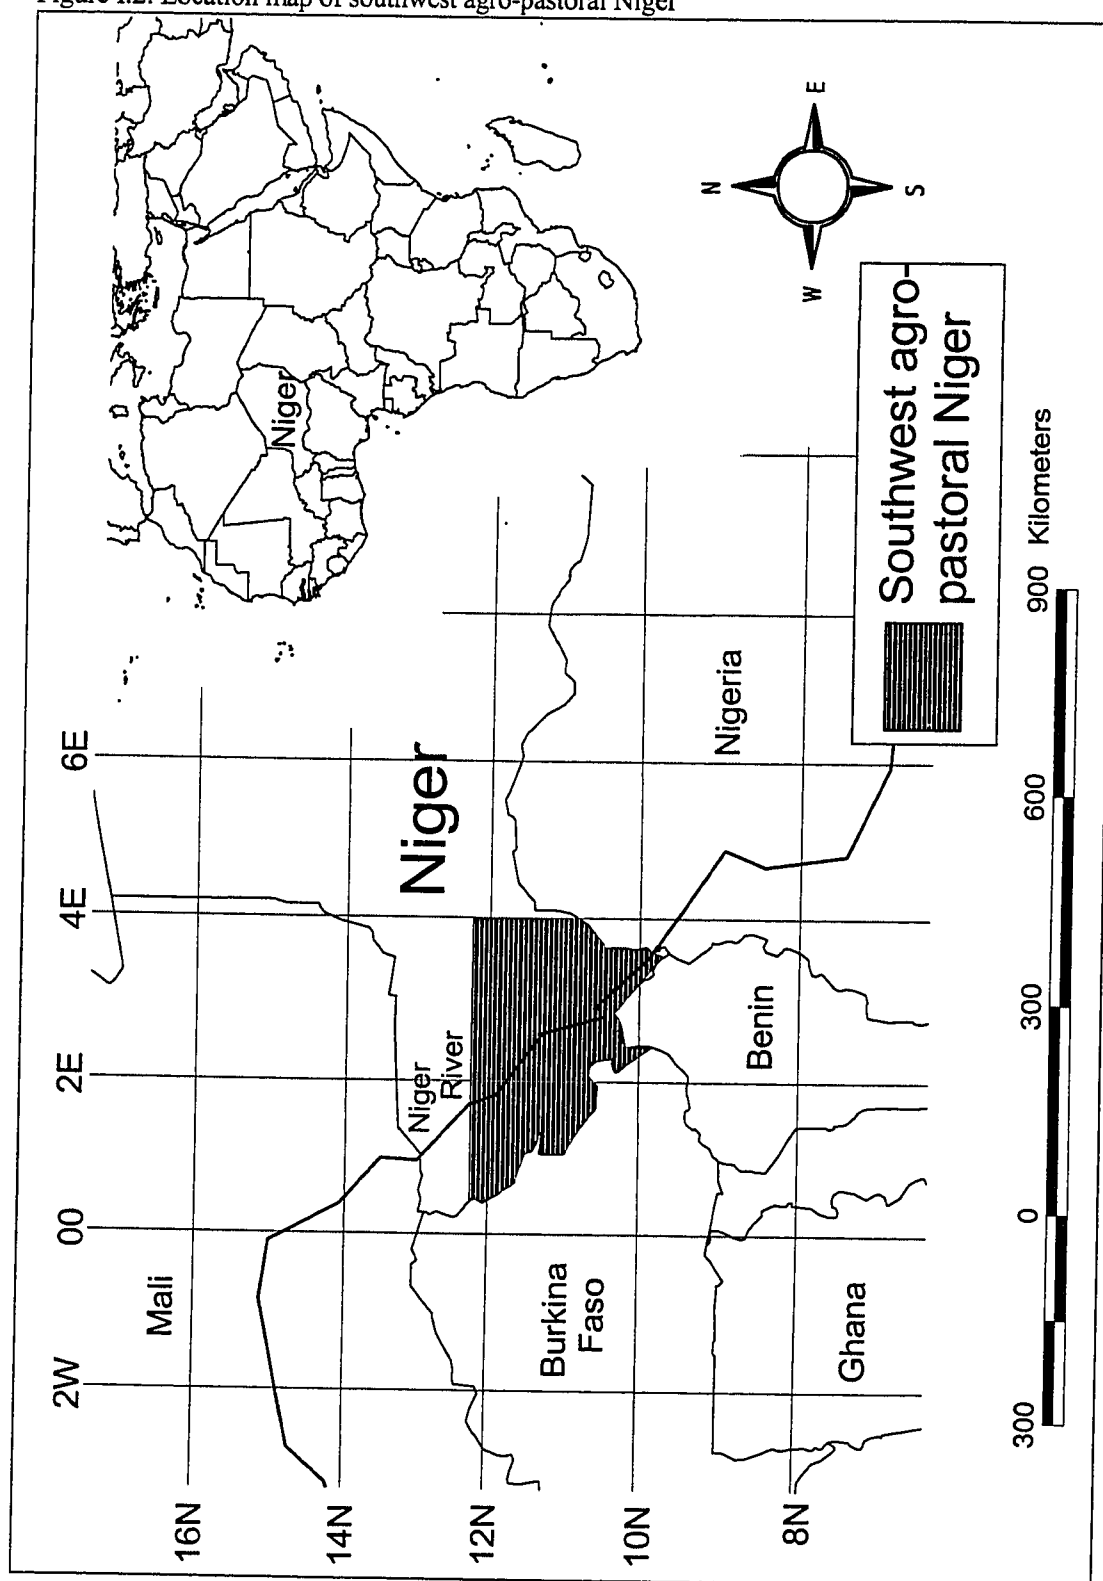 Figure 1.2: Location map of southwest agro-pastoral Niger
2W
00
2E
4E
6E
16N
14N
12N
10N
8N
Mali
Niger
River
Niger
Niger
Burkina
Faso
Benin
Nigeria
Ghana
N
E
S
W
Southwest agro-
pastoral Niger
300
0
300
600
900 Kilometers